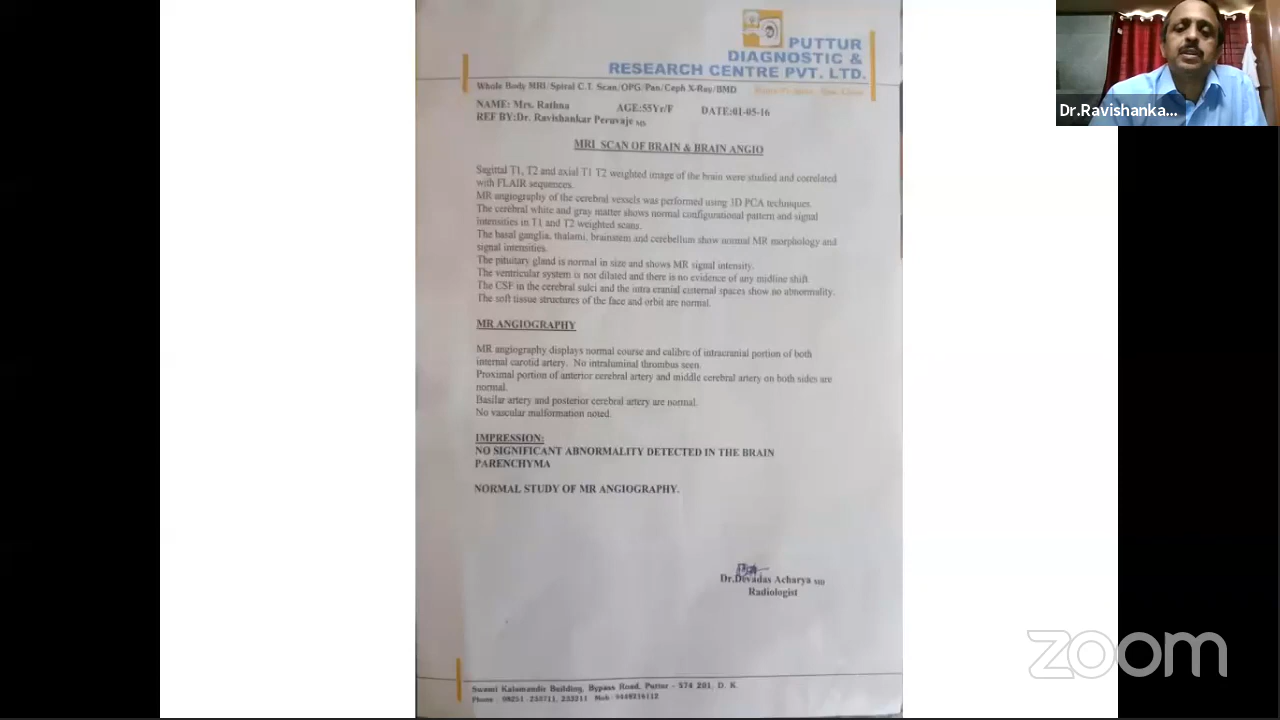 PUTTUR
DIAGNOSTIC &
RESEARCH CENTRE PVT. LTD.
Whole Body MRI/Spiral C.T. Scan/OPG/Pan/Ceph X-Ray/BMD
NAME: Mrs. Rathna AGE:55Yr/F DATE:01-05-16
REF BY:Dr. Ravishankar Peruvaje MS
MRI SCAN OF BRAIN & BRAIN ANGIO
Sagittal T1, T2 and axial T1 T2 weighted image of the brain were studied and correlated
with FLAIR sequences.
MR angiography of the cerebral vessels was performed using 3D PCA techniques.
The cerebral white and gray matter shows normal configurational pattern and signal
intensities in T1 and T2 weighted scans.
The basal ganglia, thalami, brainstem and cerebellum show normal MR morphology and
signal intensities.
The pituitary gland is normal in size and shows MR signal intensity.
The ventricular system is not dilated and there is no evidence of any midline shift.
The CSF in the cerebral sulci and the intra cranial cisternal spaces show no abnormality.
The soft tissue structures of the face and orbit are normal.
MR ANGIOGRAPHY
MR angiography displays normal course and calibre of intracranial portion of both
internal carotid artery. No intraluminal thrombus seen.
Proximal portion of anterior cerebral artery and middle cerebral artery on both sides are
normal.
Basilar artery and posterior cerebral artery are normal.
No vascular malformation noted.
IMPRESSION:
NO SIGNIFICANT ABNORMALITY DETECTED IN THE BRAIN
PARENCHYMA
NORMAL STUDY OF MR ANGIOGRAPHY.
Dr.Devadas Acharya MD
Radiologist
Building, Bypass Road, Puttur - 574 201, D. K.
Phone
Dr.Ravishanka...
zoom